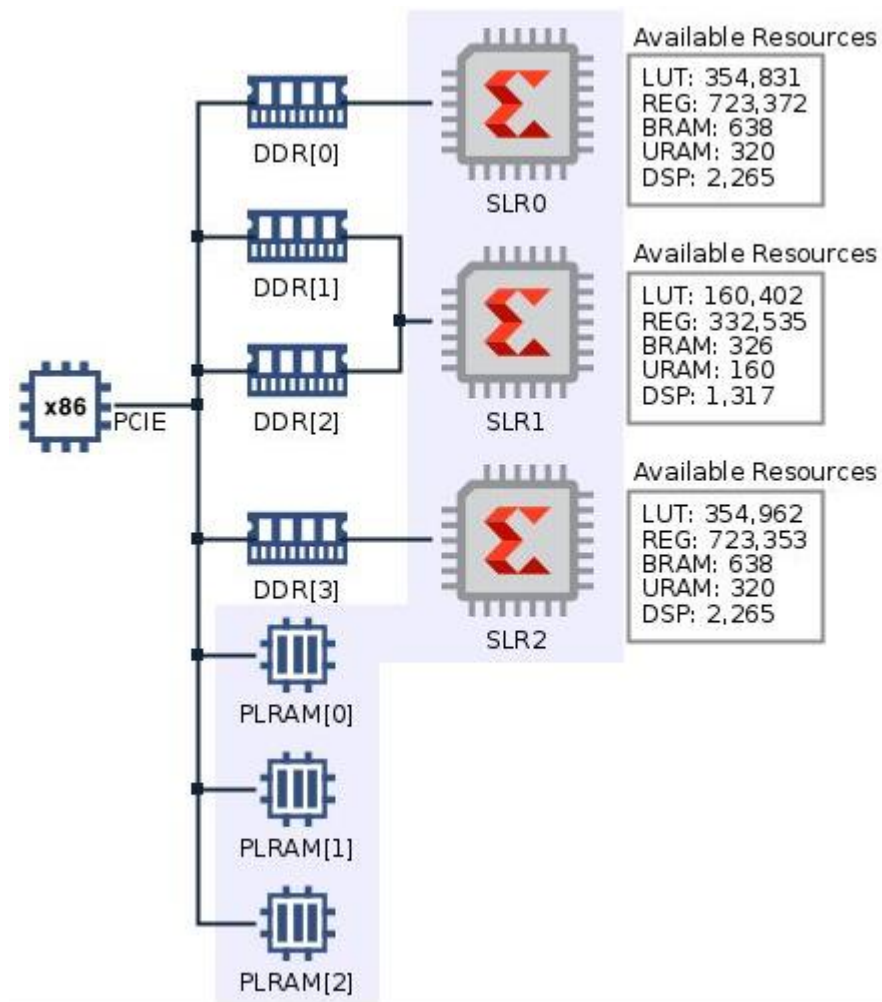 Available Resources
LUT: 354,831
REG: 723,372
BRAM: 638
URAM: 320
DSP: 2,265
DDR[0]
SLR0
Available Resources
LUT: 160,402
REG: 332,535
BRAM: 326
URAM: 160
DSP: 1,317
DDR[1]
x86
PCIE
DDR[2]
SLR1
Available Resources
LUT: 354,962
REG: 723,353
BRAM: 638
URAM: 320
DSP: 2,265
DDR[3]
SLR2
PLRAM[0]
PLRAM[1]
PLRAM[2]